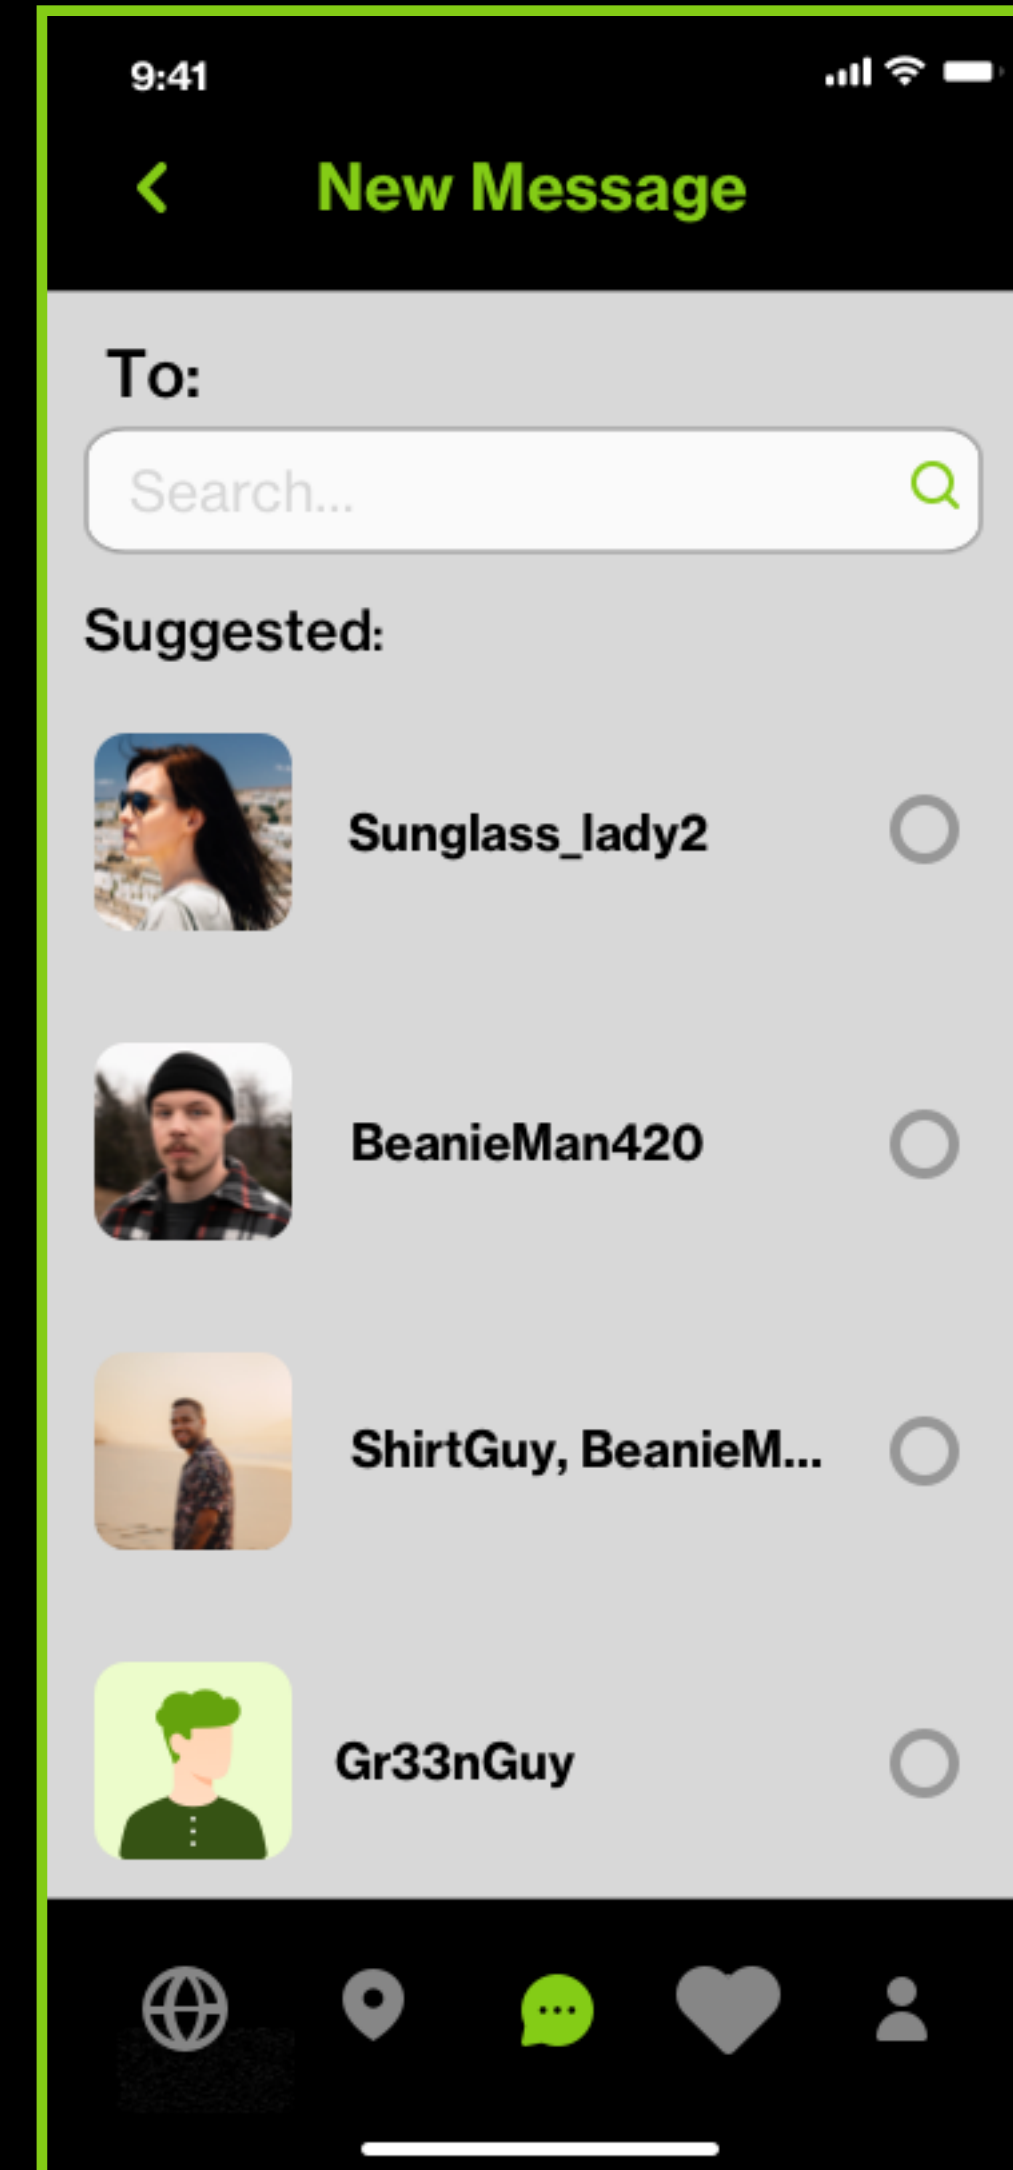 9:41
New Message
To:
Search...
Suggested:
Sunglass_lady2
BeanieMan420
ShirtGuy, BeanieM...
Gr33nGuy